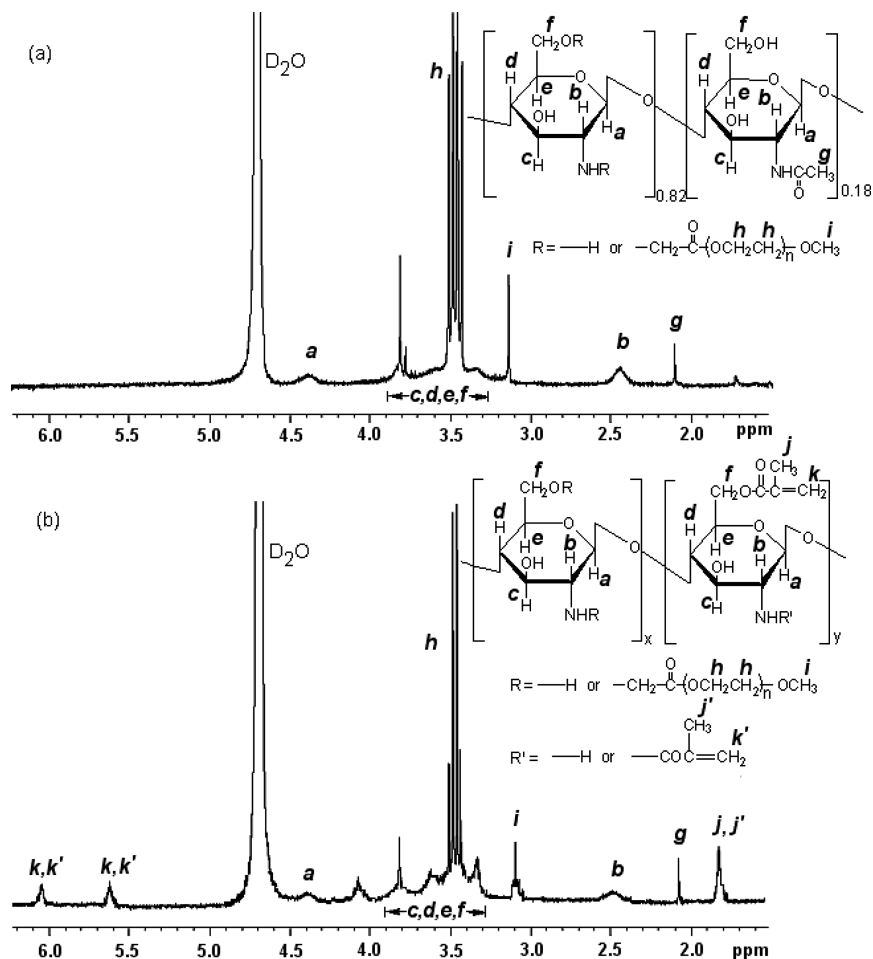 (a)
D2O
f
CH2OR
d
H
O
e
H
b
H
OH
H
a
c
H
NHR
0.82
O
f
CH2OH
d
H
O
e
H
b
H
OH
H
a
c
H
g
NH-C-CH3
O
0.18
O
h
R= —H or —CH2—C(OCH2CH2)n—OCH3
O
h h i
i
a
b
g
c,d,e,f
6.0 5.5 5.0 4.5 4.0 3.5 3.0 2.5 2.0 ppm
(b)
D2O
f
CH2OR
d
H
O
e
H
b
H
OH
H
a
c
H
NHR
x
O
j
O CH3 k
f
CH2OC-C=CH2
d
H
O
e
H
b
H
OH
H
a
c
H
NHR'
y
O
h
O h h i
R= —H or —CH2—C(OCH2CH2)n—OCH3
j'
CH3 k'
R'= —H or —COC=CH2
k,k' k,k'
a
i
b
g
j, j'
c,d,e,f
6.0 5.5 5.0 4.5 4.0 3.5 3.0 2.5 2.0 ppm